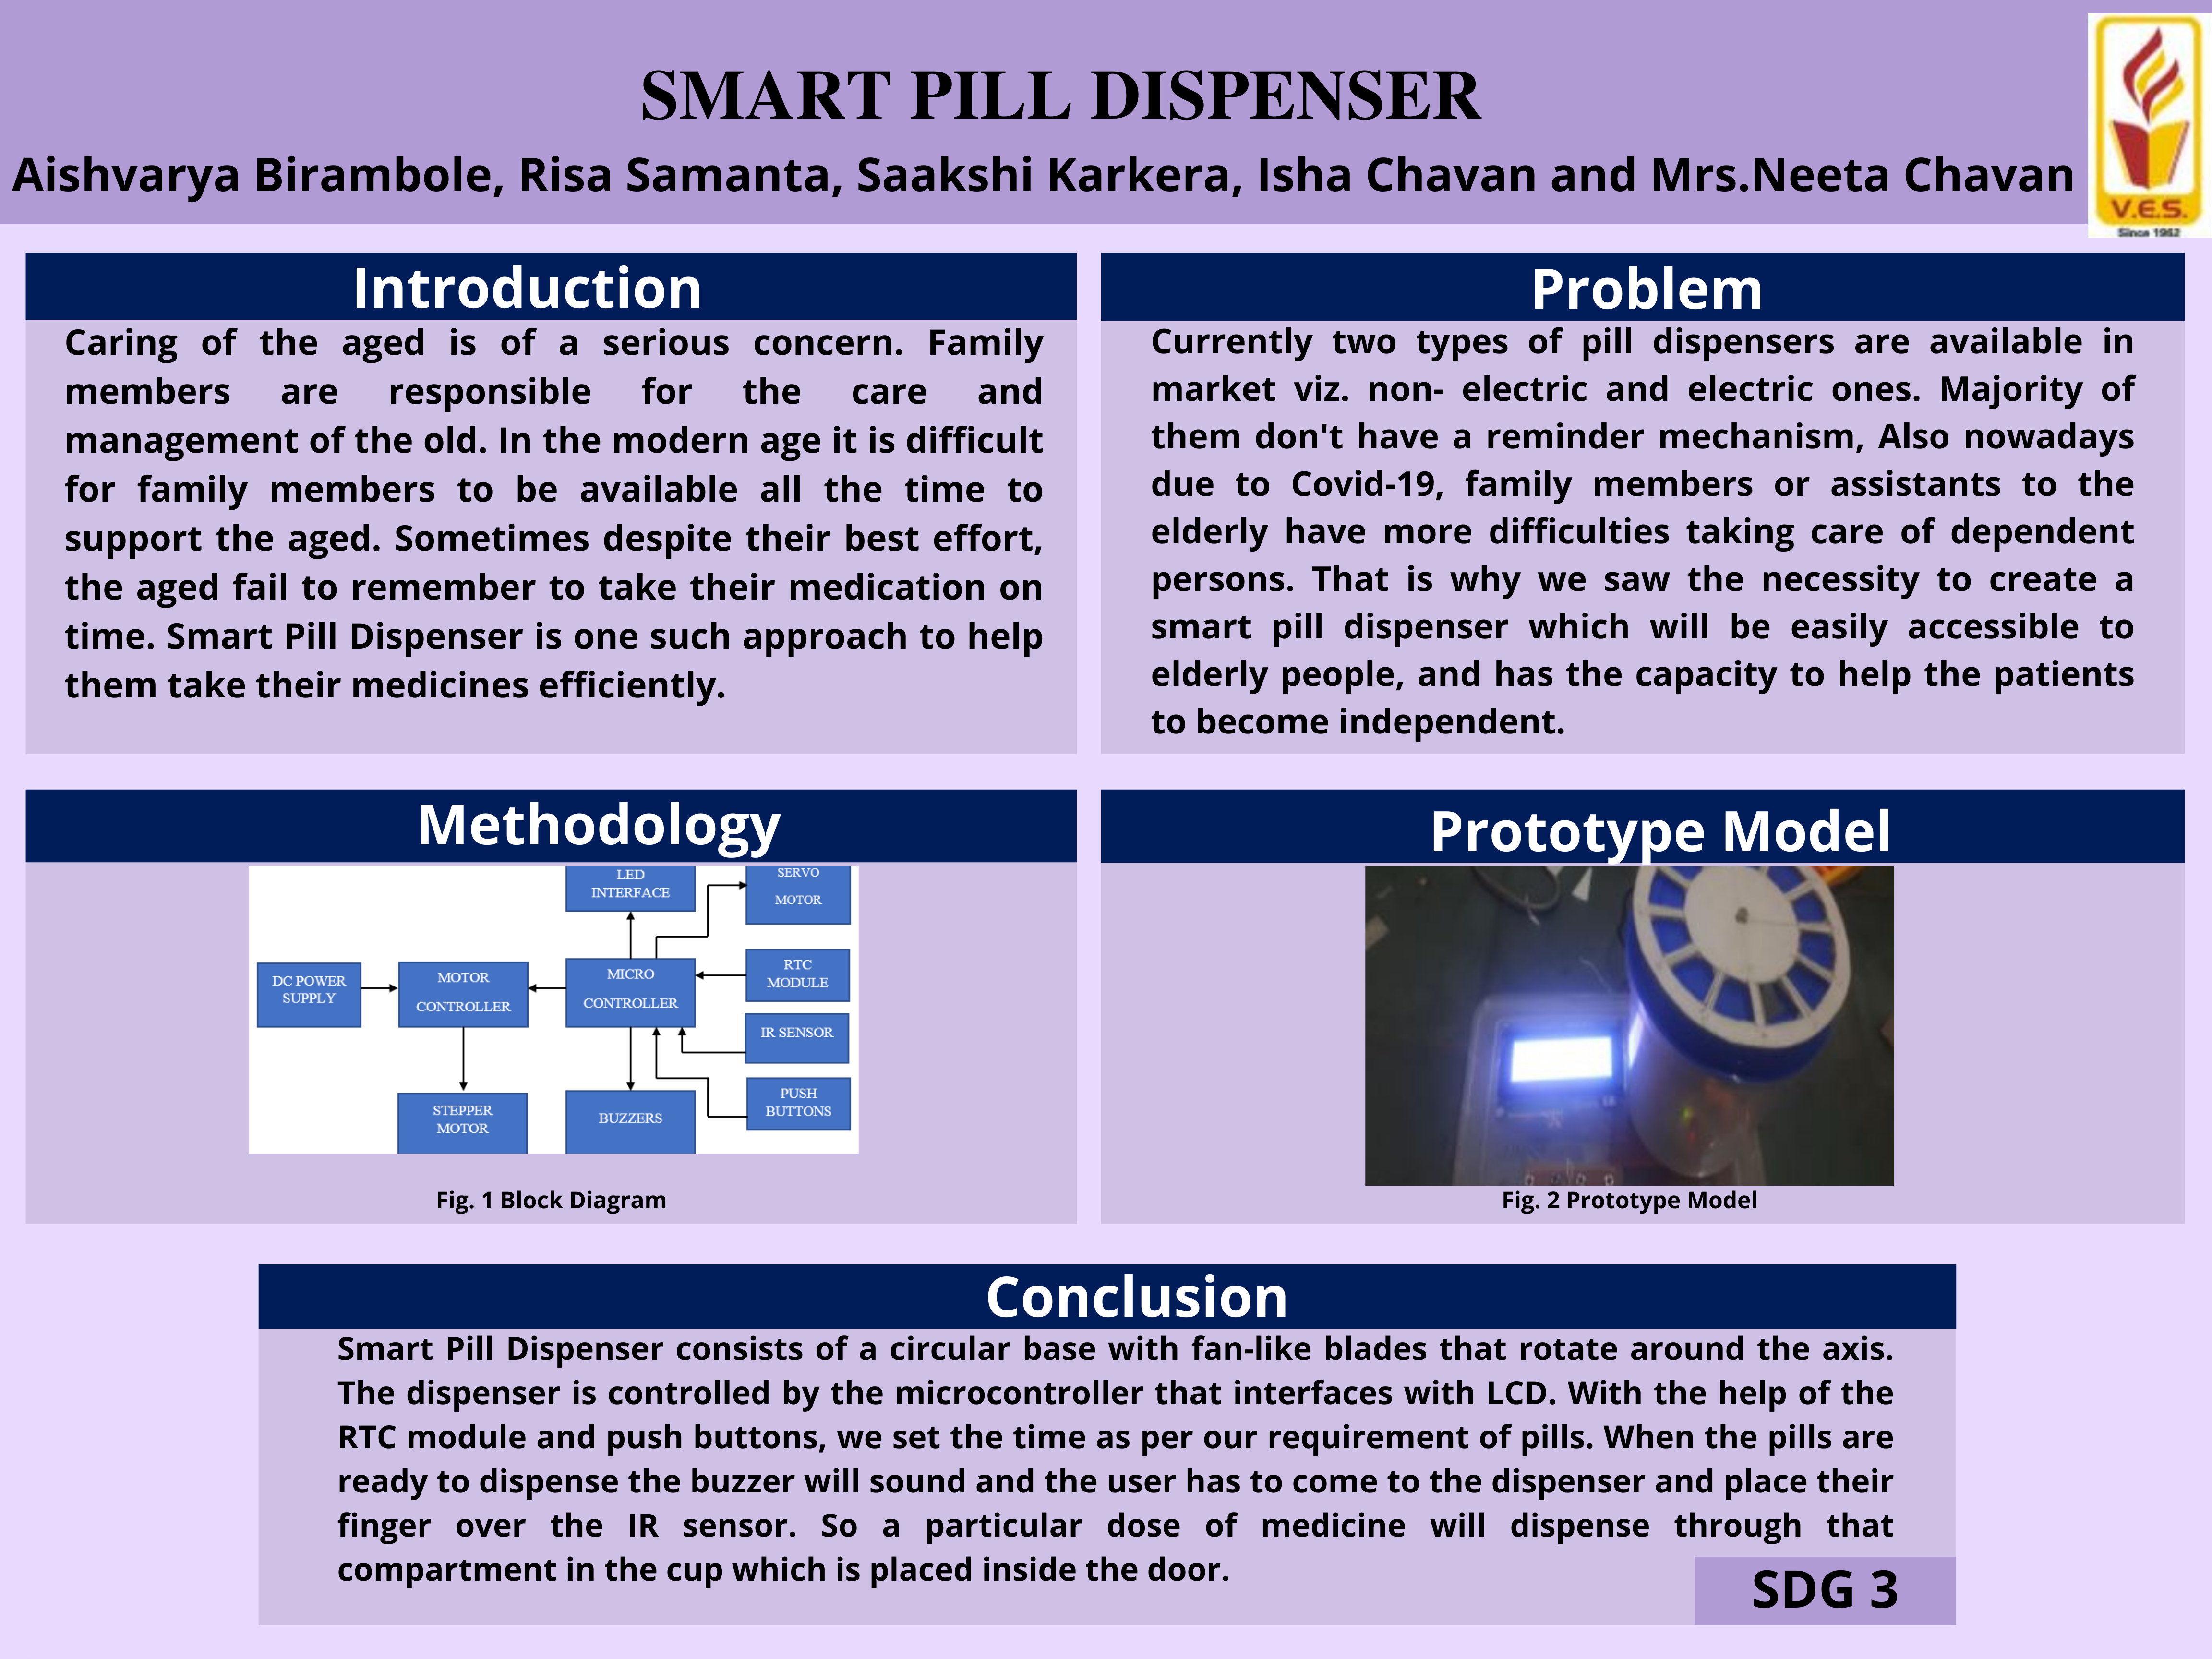 SMART PILL DISPENSER
Aishvarya Birambole, Risa Samanta, Saakshi Karkera, Isha Chavan and Mrs.Neeta Chavan
V.E.S.
Since 1962
Introduction
Caring of the aged is of a serious concern. Family
members are responsible for the care and
management of the old. In the modern age it is difficult
for family members to be available all the time to
support the aged. Sometimes despite their best effort,
the aged fail to remember to take their medication on
time. Smart Pill Dispenser is one such approach to help
them take their medicines efficiently.
Problem
Currently two types of pill dispensers are available in
market viz. non- electric and electric ones. Majority of
them don't have a reminder mechanism, Also nowadays
due to Covid-19, family members or assistants to the
elderly have more difficulties taking care of dependent
persons. That is why we saw the necessity to create a
smart pill dispenser which will be easily accessible to
elderly people, and has the capacity to help the patients
to become independent.
Methodology
LED
INTERFACE
SERVO
MOTOR
DC POWER
SUPPLY
MOTOR
CONTROLLER
MICRO
CONTROLLER
RTC
MODULE
IR SENSOR
PUSH
BUTTONS
STEPPER
MOTOR
BUZZERS
Fig. 1 Block Diagram
Prototype Model
Fig. 2 Prototype Model
Conclusion
Smart Pill Dispenser consists of a circular base with fan-like blades that rotate around the axis.
The dispenser is controlled by the microcontroller that interfaces with LCD. With the help of the
RTC module and push buttons, we set the time as per our requirement of pills. When the pills are
ready to dispense the buzzer will sound and the user has to come to the dispenser and place their
finger over the IR sensor. So a particular dose of medicine will dispense through that
compartment in the cup which is placed inside the door.
SDG 3